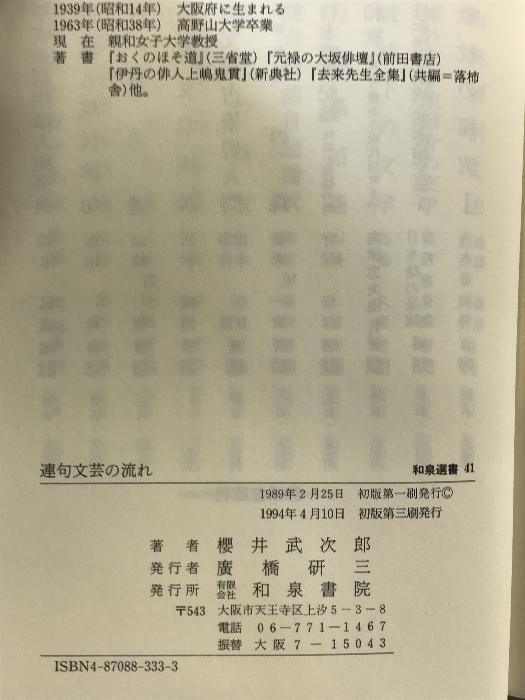 1939年(昭和14年)　大阪府に生まれる
1963年(昭和38年)　高野山大学卒業
現　在　親和女子大学教授
著　書　『おくのほそ道』(三省堂)『元禄の大坂俳壇』(前田書店)
『伊丹の俳人上嶋鬼貫』(新典社)『去来先生全集』(共編=落柿
舎)他。
連句文芸の流れ　和泉選書 41
1989年2月25日　初版第一刷発行©
1994年4月10日　初版第三刷発行
著　者　櫻井武次郎
発行者　廣橋研三
発行所　有限会社　和泉書院
〒543　大阪市天王寺区上汐5-3-8
電話　06-771-1467
振替　大阪7-15043
ISBN4-87088-333-3